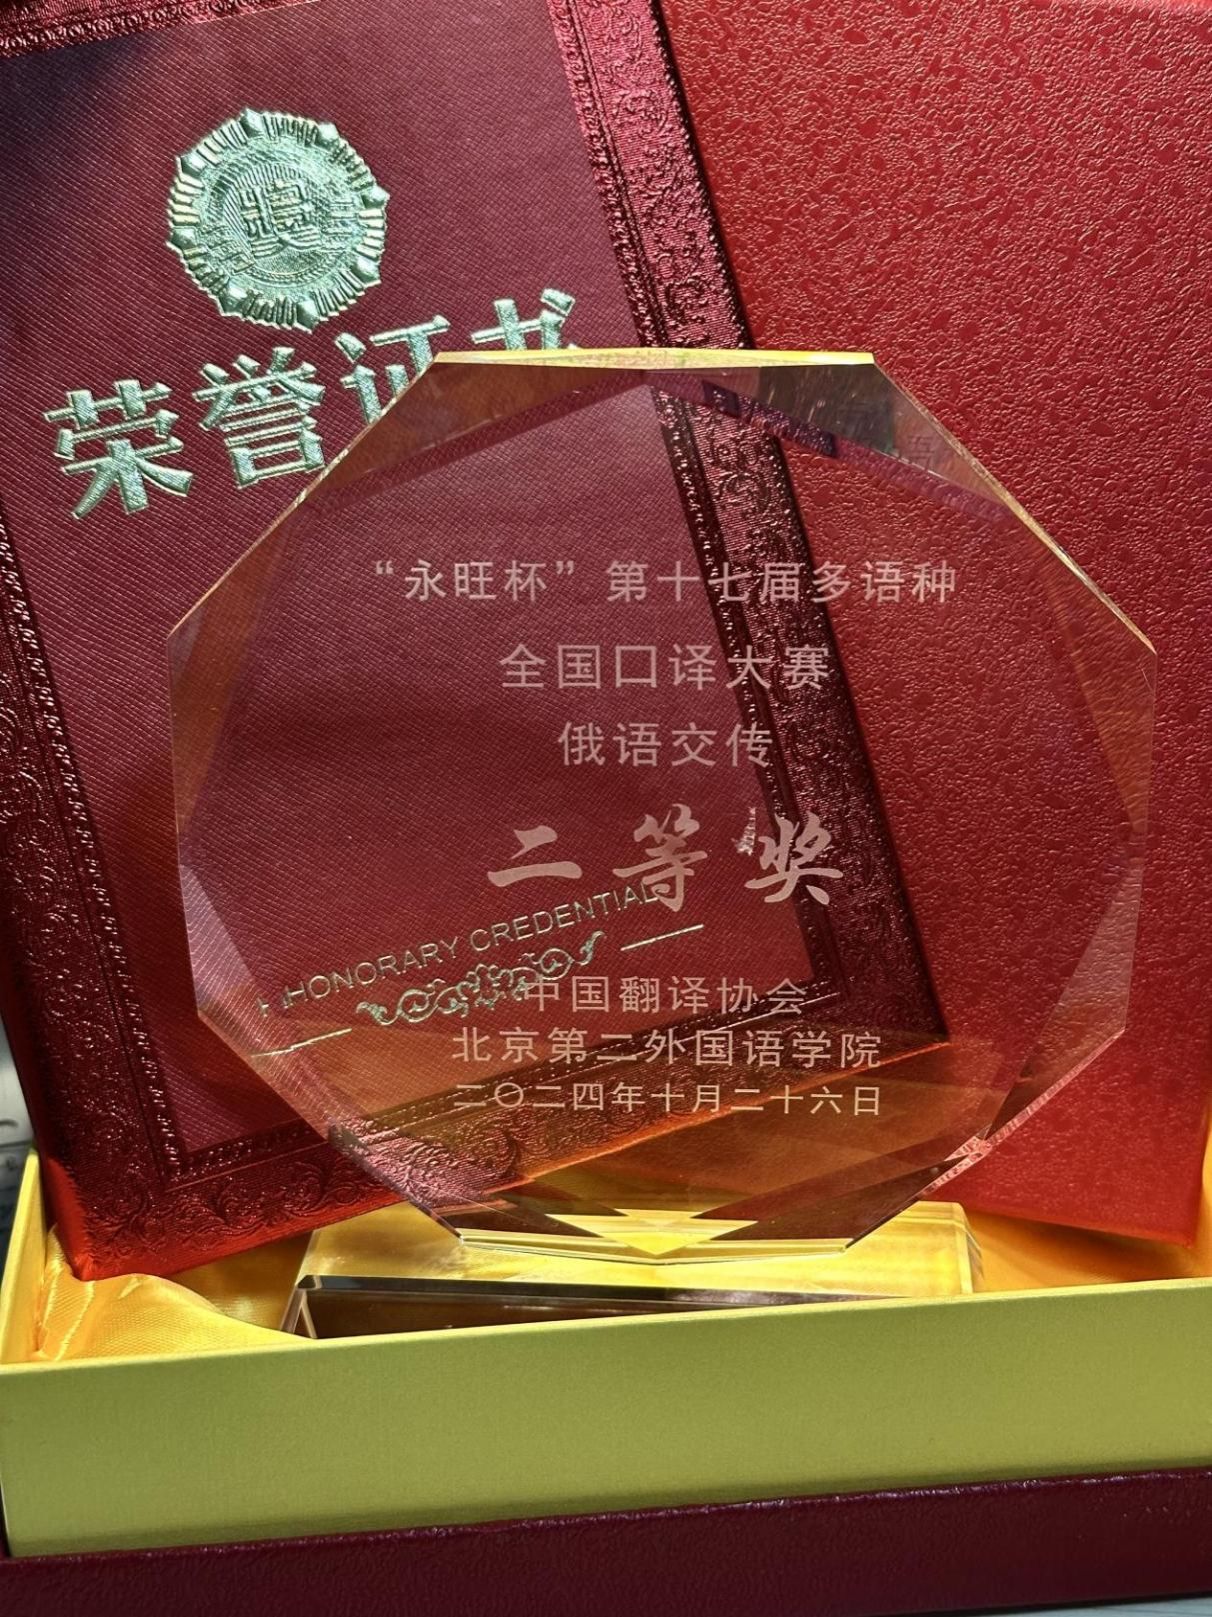 荣誉证书
“永旺杯”第十七届多语种
全国口译大赛
俄语交传
二等奖
HONORARY CREDENTIAL
中国翻译协会
北京第二外国语学院
二〇二四年十月二十六日